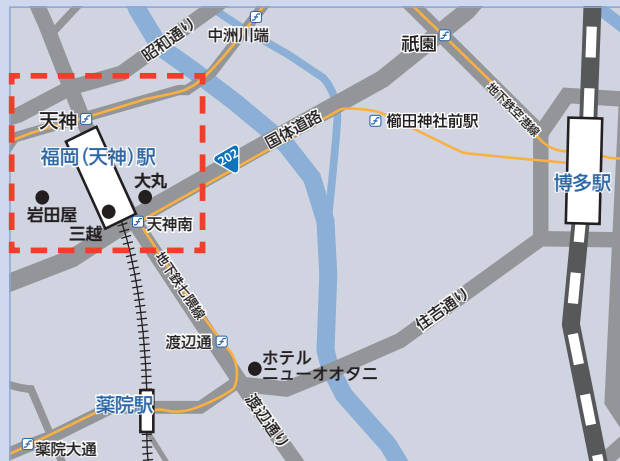 昭和通り
中洲川端
祇園
地下鉄空港線
天神
福岡(天神)駅
国体道路
202
櫛田神社前駅
博多駅
大丸
岩田屋
三越
天神南
地下鉄七隈線
住吉通り
渡辺通
ホテル
ニューオオタニ
薬院駅
渡辺通り
薬院大通